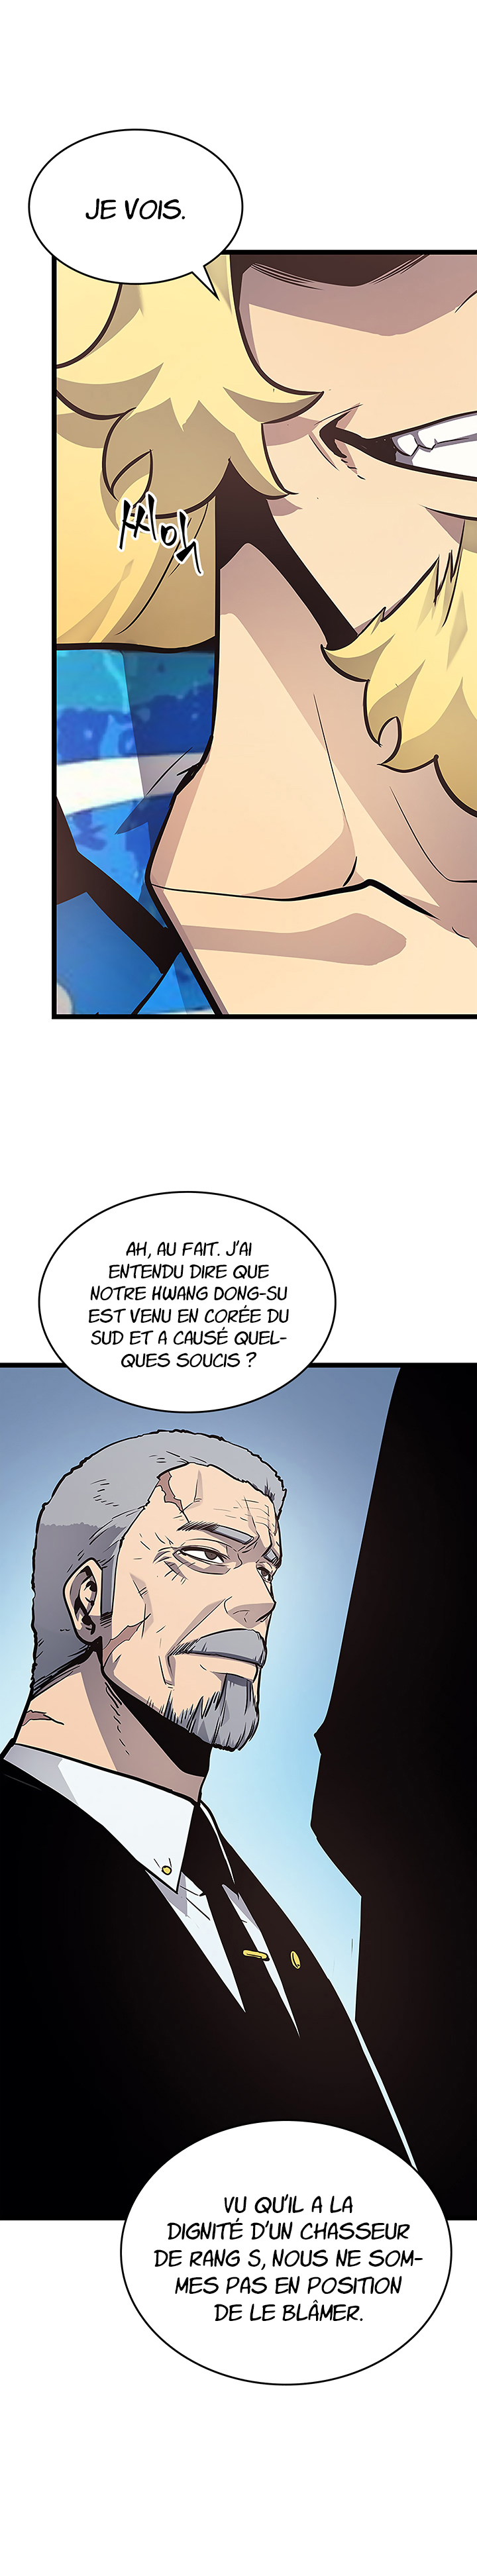 JE VOIS.
씨익
AH, AU FAIT. J'AI
ENTENDU DIRE QUE
NOTRE HWANG DONG-SU
EST VENU EN CORÉE DU
SUD ET A CAUSÉ QUEL-
QUES SOUCIS ?
VU QU'IL A LA
DIGNITÉ D'UN CHASSEUR
DE RANG S, NOUS NE SOM-
MES PAS EN POSITION
DE LE BLÂMER.